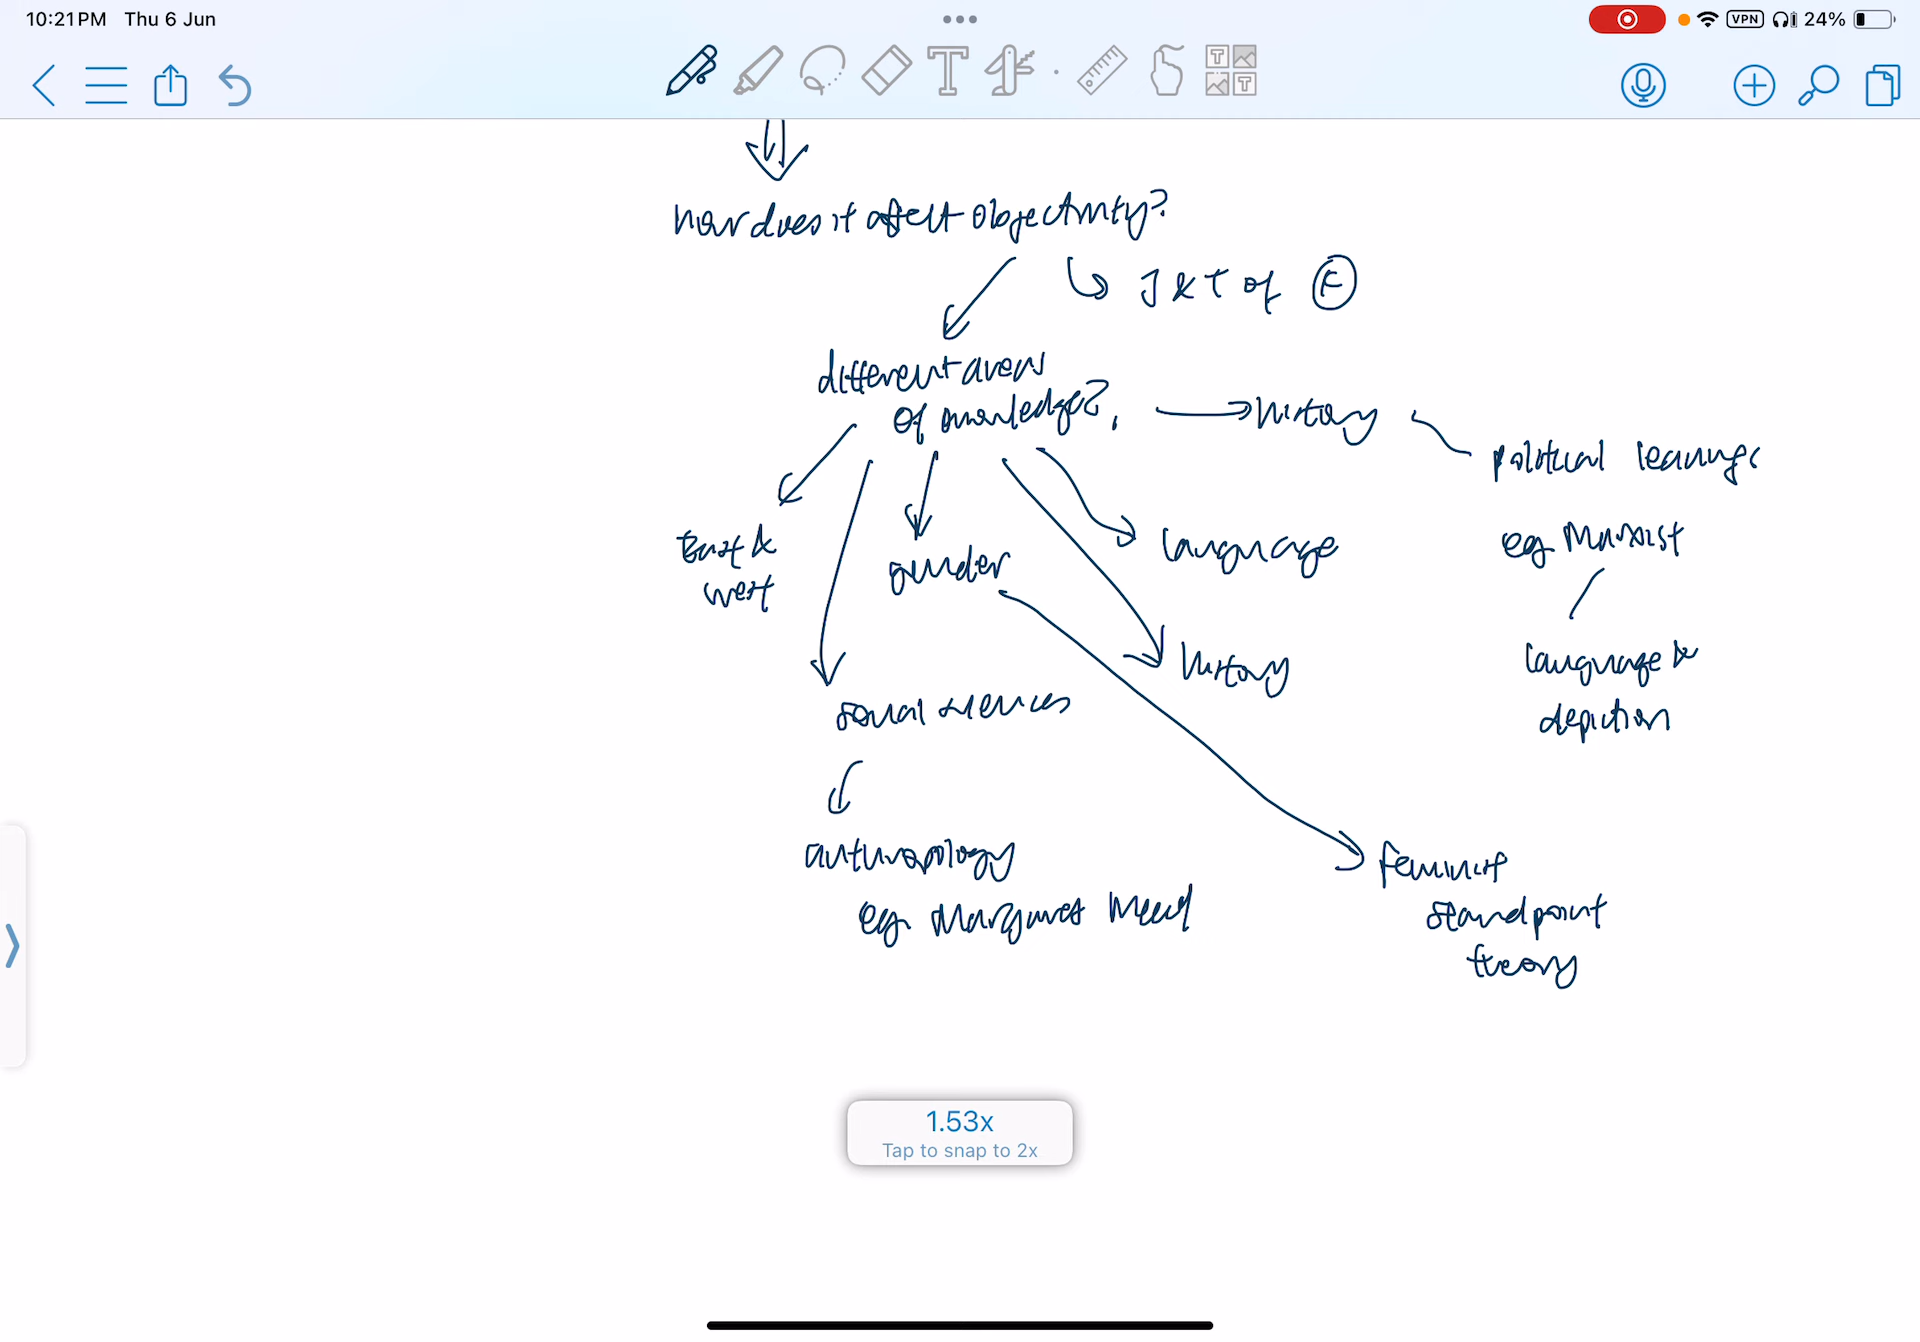 10:21 PM Thu 6 Jun
VPN 24%
how does it affect objectivity?
J & T of K
different areas
of knowledge?
history
political leanings
East &
west
gender
language
eg Marxist
history
language &
depiction
social sciences
anthropology
eg Margaret Mead
feminist
standpoint
theory
1.53x
Tap to snap to 2x